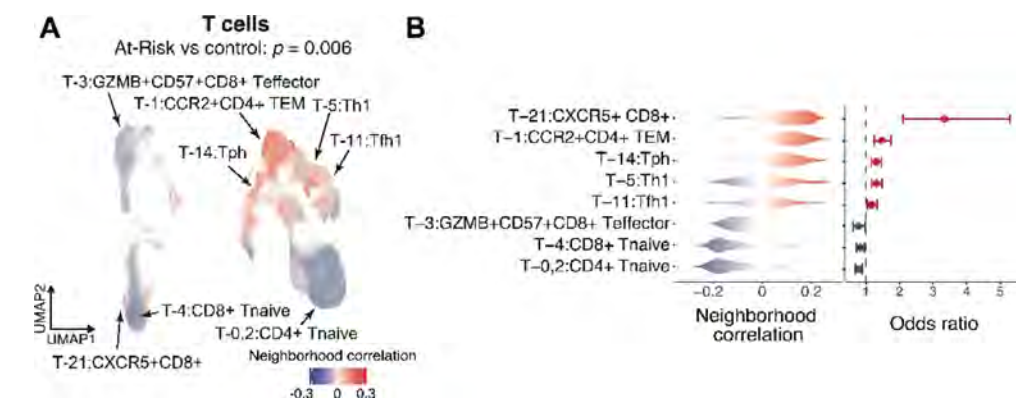 A
T cells
At-Risk vs control: p = 0.006
T-3:GZMB+CD57+CD8+ Teffector
T-1:CCR2+CD4+ TEM
T-5:Th1
T-11:Tfh1
T-14:Tph
T-4:CD8+ Tnaive
T-0,2:CD4+ Tnaive
T-21:CXCR5+CD8+
UMAP2
UMAP1
Neighborhood correlation
-0.3 0 0.3
B
T−21:CXCR5+ CD8+
T−1:CCR2+CD4+ TEM
T−14:Tph
T−5:Th1
T−11:Tfh1
T−3:GZMB+CD57+CD8+ Teffector
T−4:CD8+ Tnaive
T−0,2:CD4+ Tnaive
−0.2 0 0.2
Neighborhood
correlation
1 2 3 4 5
Odds ratio